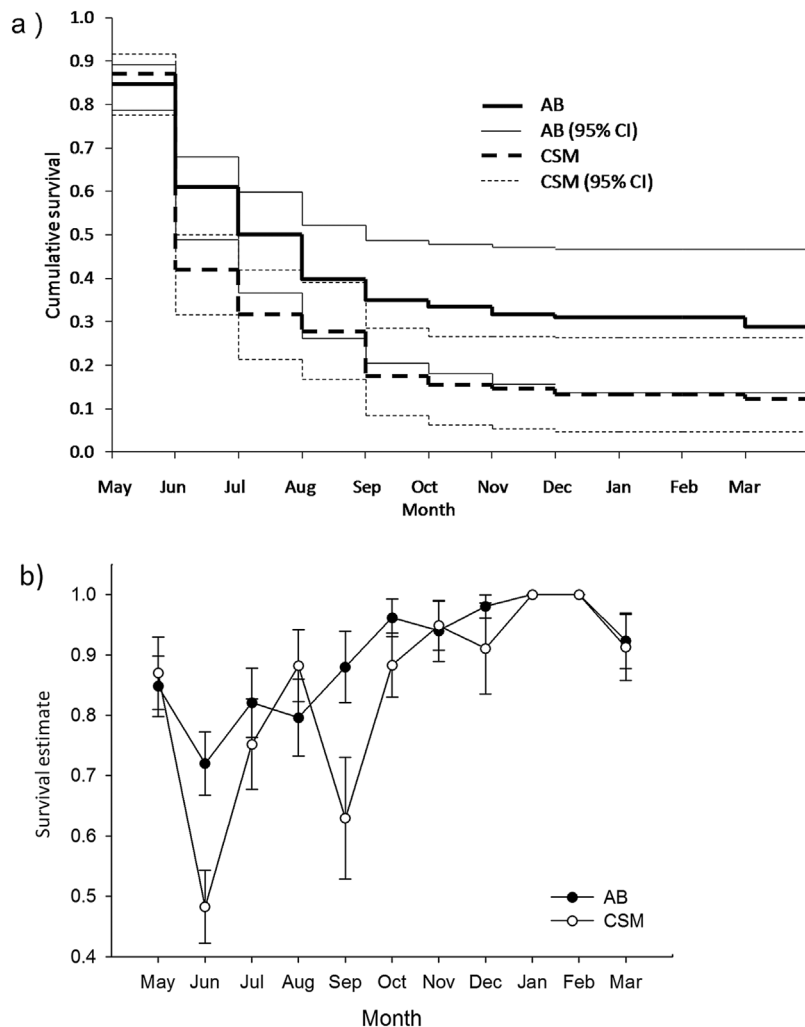 a )
1.0
0.9
0.8
0.7
0.6
0.5
0.4
0.3
0.2
0.1
0.0
Cumulative survival
AB
AB (95% CI)
CSM
CSM (95% CI)
May Jun Jul Aug Sep Oct Nov Dec Jan Feb Mar
Month
b)
1.0
0.9
0.8
0.7
0.6
0.5
0.4
Survival estimate
AB
CSM
May Jun Jul Aug Sep Oct Nov Dec Jan Feb Mar
Month